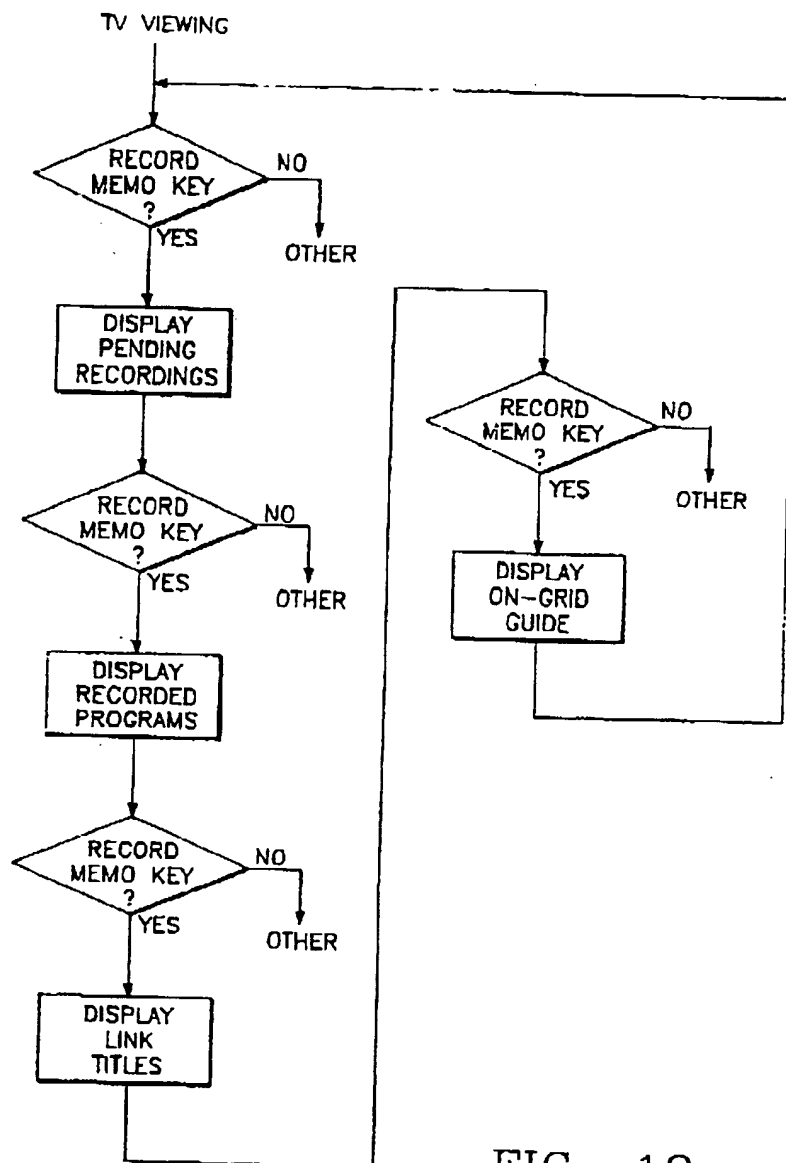 TV VIEWING
RECORD
MEMO KEY
?
NO
YES
OTHER
DISPLAY
PENDING
RECORDINGS
RECORD
MEMO KEY
?
NO
YES
OTHER
DISPLAY
RECORDED
PROGRAMS
RECORD
MEMO KEY
?
NO
YES
OTHER
DISPLAY
LINK
TITLES
RECORD
MEMO KEY
?
NO
YES
OTHER
DISPLAY
ON-GRID
GUIDE